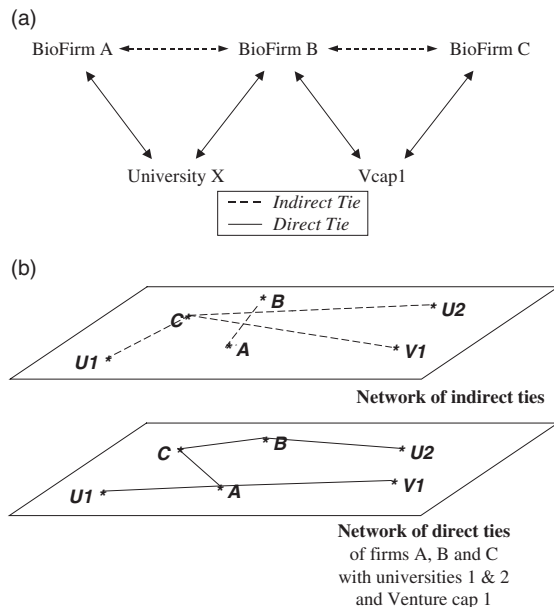 (a)
BioFirm A BioFirm B BioFirm C
University X Vcap1
Indirect Tie
Direct Tie
(b)
B
U2
C
A
V1
U1
Network of indirect ties
B
C
U2
V1
U1
A
Network of direct ties
of firms A, B and C
with universities 1 & 2
and Venture cap 1